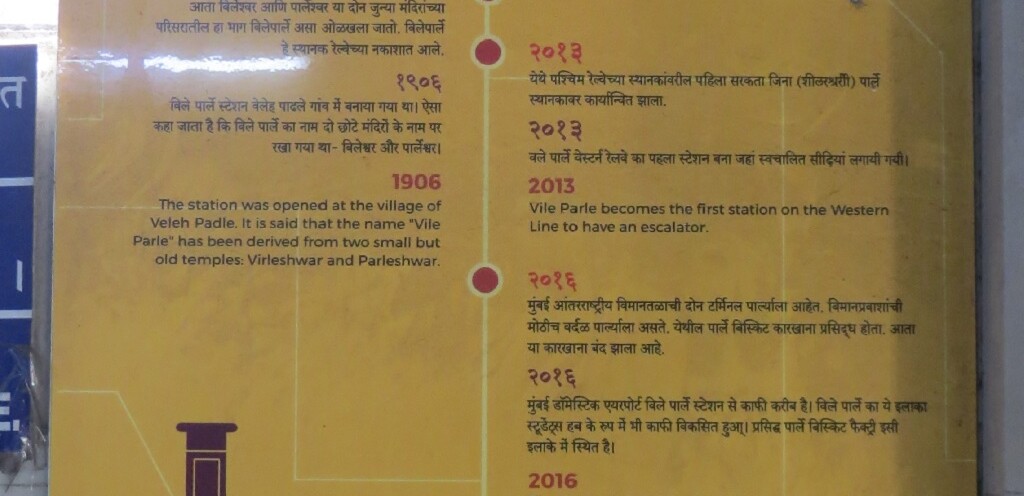 आता विलेश्वर आणि पार्लेश्वर या दोन जुन्या मंदिरांच्या
परिसरातील हा भाग विलेपार्ले असा ओळखला जातो. विलेपार्ले
हे स्थानक रेल्वेच्या नकाशात आले.
१९०६
विले पार्ले स्टेशन वेलेह पाढले गांव में बनाया गया था। ऐसा
कहा जाता है कि विले पार्ले का नाम दो छोटे मंदिरों के नाम पर
रखा गया था- विलेश्वर और पार्लेश्वर।
1906
The station was opened at the village of
Veleh Padle. It is said that the name "Vile
Parle" has been derived from two small but
old temples: Virleshwar and Parleshwar.
२०१३
येथे पश्चिम रेल्वेच्या स्थानकांवरील पहिला सरकता जिना पार्ले
स्थानकावर कार्यान्वित झाला.
२०१३
वले पार्ले वेस्टर्न रेलवे का पहला स्टेशन बना जहां स्वचालित सीढ़ियां लगायी गयी।
2013
Vile Parle becomes the first station on the Western
Line to have an escalator.
२०१६
मुंबई आंतरराष्ट्रीय विमानतळाची दोन टर्मिनल पार्ल्याला आहेत. विमानप्रवाशांची
मोठीच वर्दळ पार्ल्याला असते. येथील पार्ले बिस्किट कारखाना प्रसिद्ध होता. आता
या कारखाना बंद झाला आहे.
२०१६
मुंबई डॉमेस्टिक एयरपोर्ट विले पार्ले स्टेशन से काफी करीब है। विले पार्ले का ये इलाका
स्टूडेंट्स हब के रुप में भी काफी विकसित हुआ्। प्रसिद्ध पार्ले बिस्किट फैक्ट्री इसी
इलाके में स्थित है।
2016
त
।
E.